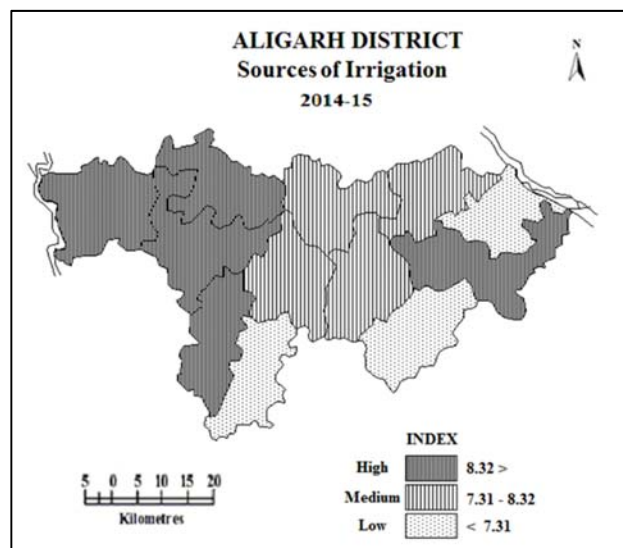 ALIGARH DISTRICT
Sources of Irrigation
2014-15
N
INDEX
High 8.32 >
Medium 7.31 - 8.32
Low < 7.31
5 0 5 10 15 20
Kilometres